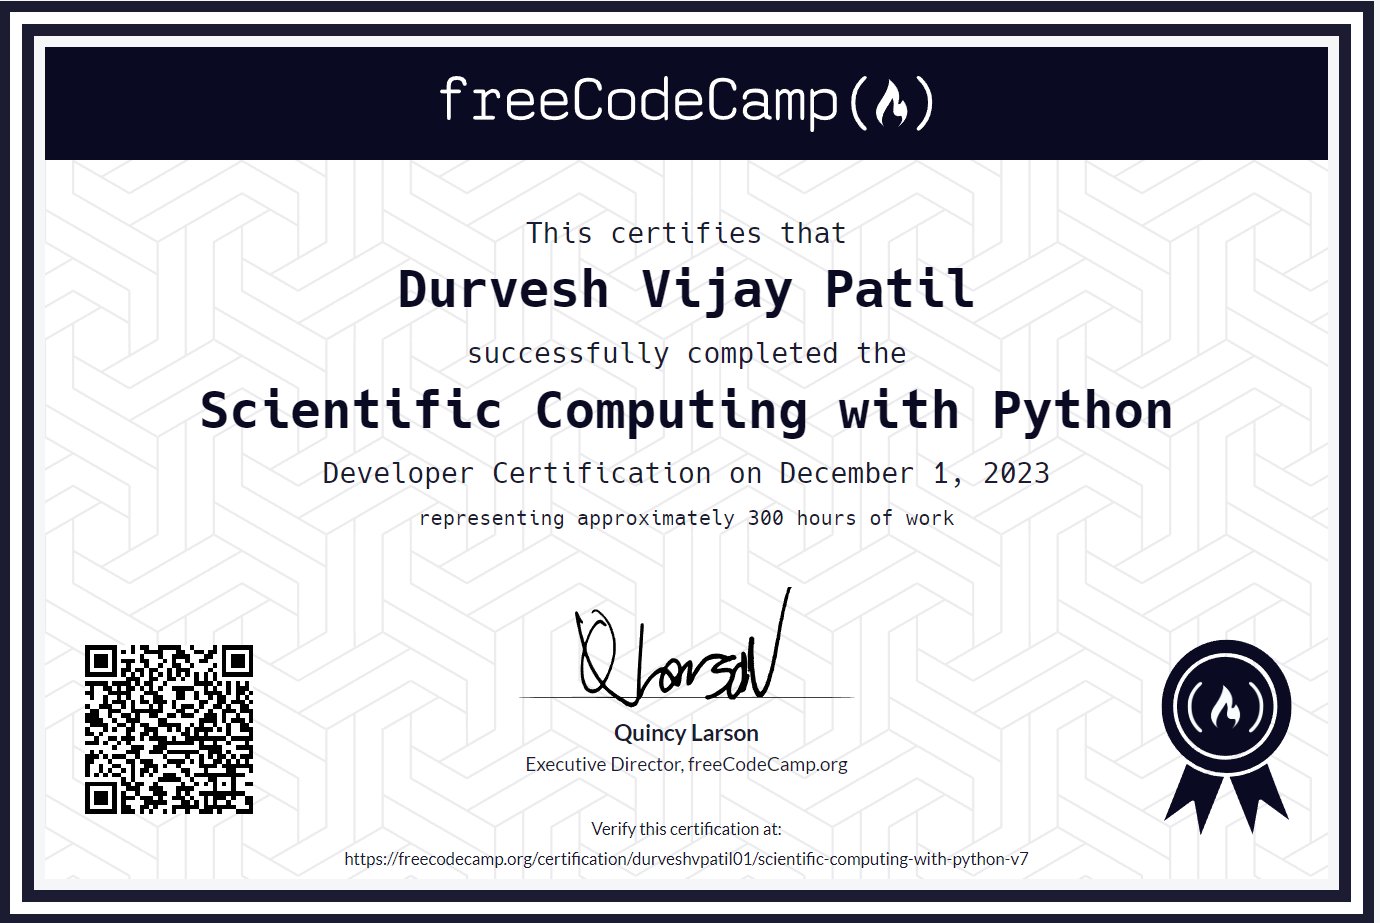 freeCodeCamp
This certifies that
Durvesh Vijay Patil
successfully completed the
Scientific Computing with Python
Developer Certification on December 1, 2023
representing approximately 300 hours of work
Quincy Larson
Executive Director, freeCodeCamp.org
Verify this certification at:
https://freecodecamp.org/certification/durveshvpatil01/scientific-computing-with-python-v7